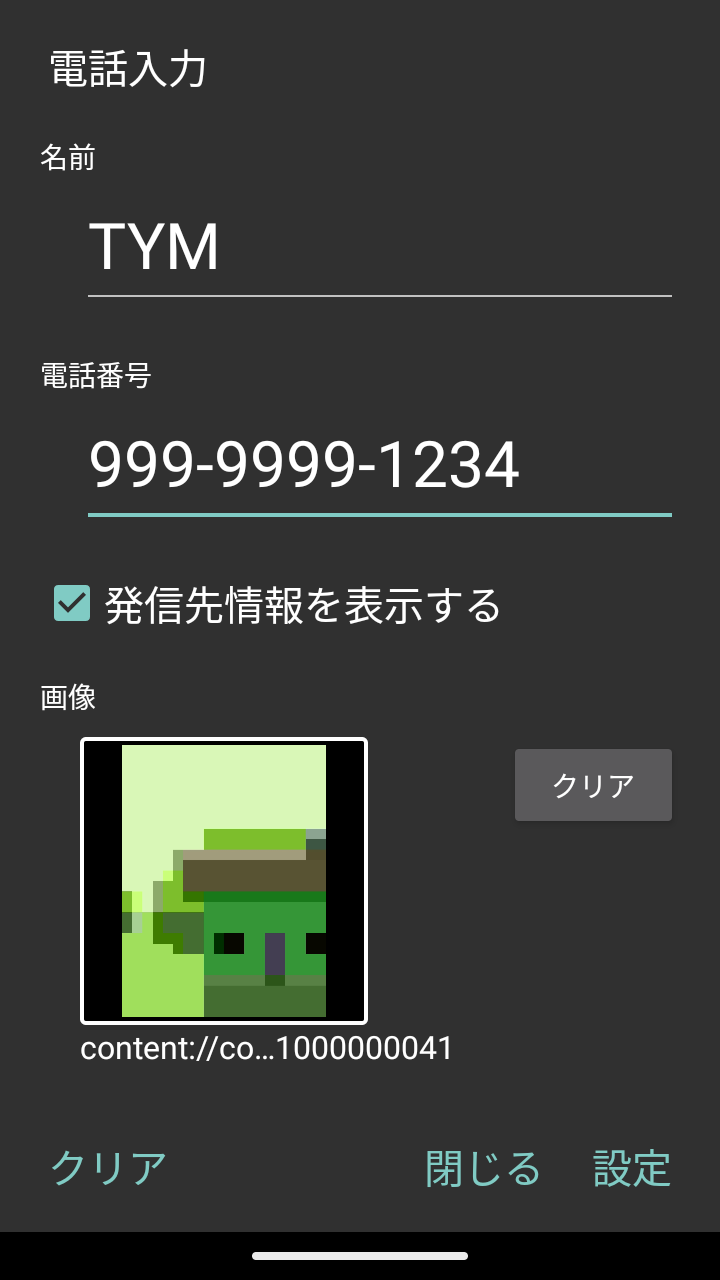 電話入力
名前
TYM
電話番号
999-9999-1234
発信先情報を表示する
画像
クリア
content://co…1000000041
クリア 閉じる 設定